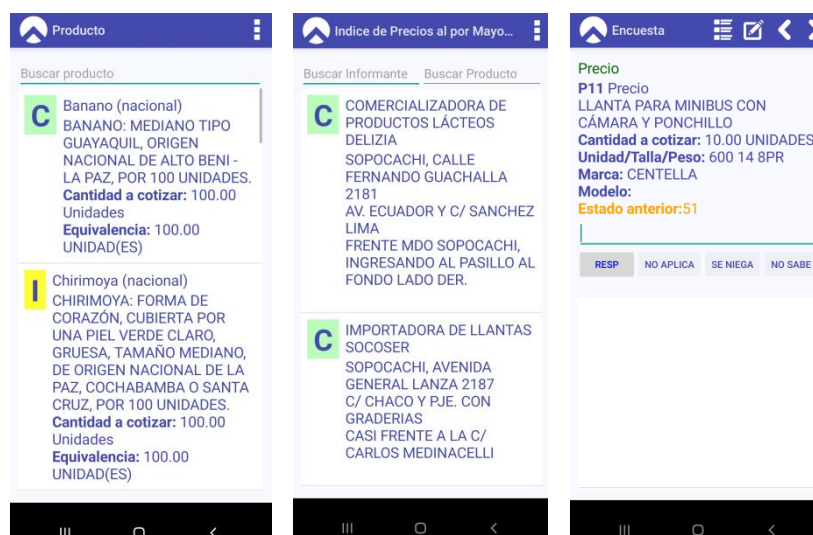 Producto
Buscar producto
C
Banano (nacional)
BANANO: MEDIANO TIPO
GUAYAQUIL, ORIGEN
NACIONAL DE ALTO BENI -
LA PAZ, POR 100 UNIDADES.
Cantidad a cotizar: 100.00
Unidades
Equivalencia: 100.00
UNIDAD(ES)
I
Chirimoya (nacional)
CHIRIMOYA: FORMA DE
CORAZÓN, CUBIERTA POR
UNA PIEL VERDE CLARO,
GRUESA, TAMAÑO MEDIANO,
DE ORIGEN NACIONAL DE LA
PAZ, COCHABAMBA O SANTA
CRUZ, POR 100 UNIDADES.
Cantidad a cotizar: 100.00
Unidades
Equivalencia: 100.00
UNIDAD(ES)
Indice de Precios al por Mayo...
Buscar Informante Buscar Producto
C
COMERCIALIZADORA DE
PRODUCTOS LÁCTEOS
DELIZIA
SOPOCACHI, CALLE
FERNANDO GUACHALLA
2181
AV. ECUADOR Y C/ SANCHEZ
LIMA
FRENTE MDO SOPOCACHI,
INGRESANDO AL PASILLO AL
FONDO LADO DER.
C
IMPORTADORA DE LLANTAS
SOCOSER
SOPOCACHI, AVENIDA
GENERAL LANZA 2187
C/ CHACO Y PJE. CON
GRADERIAS
CASI FRENTE A LA C/
CARLOS MEDINACELLI
Encuesta
Precio
P11 Precio
LLANTA PARA MINIBUS CON
CÁMARA Y PONCHILLO
Cantidad a cotizar: 10.00 UNIDADES
Unidad/Talla/Peso: 600 14 8PR
Marca: CENTELLA
Modelo:
Estado anterior:51
RESP NO APLICA SE NIEGA NO SABE